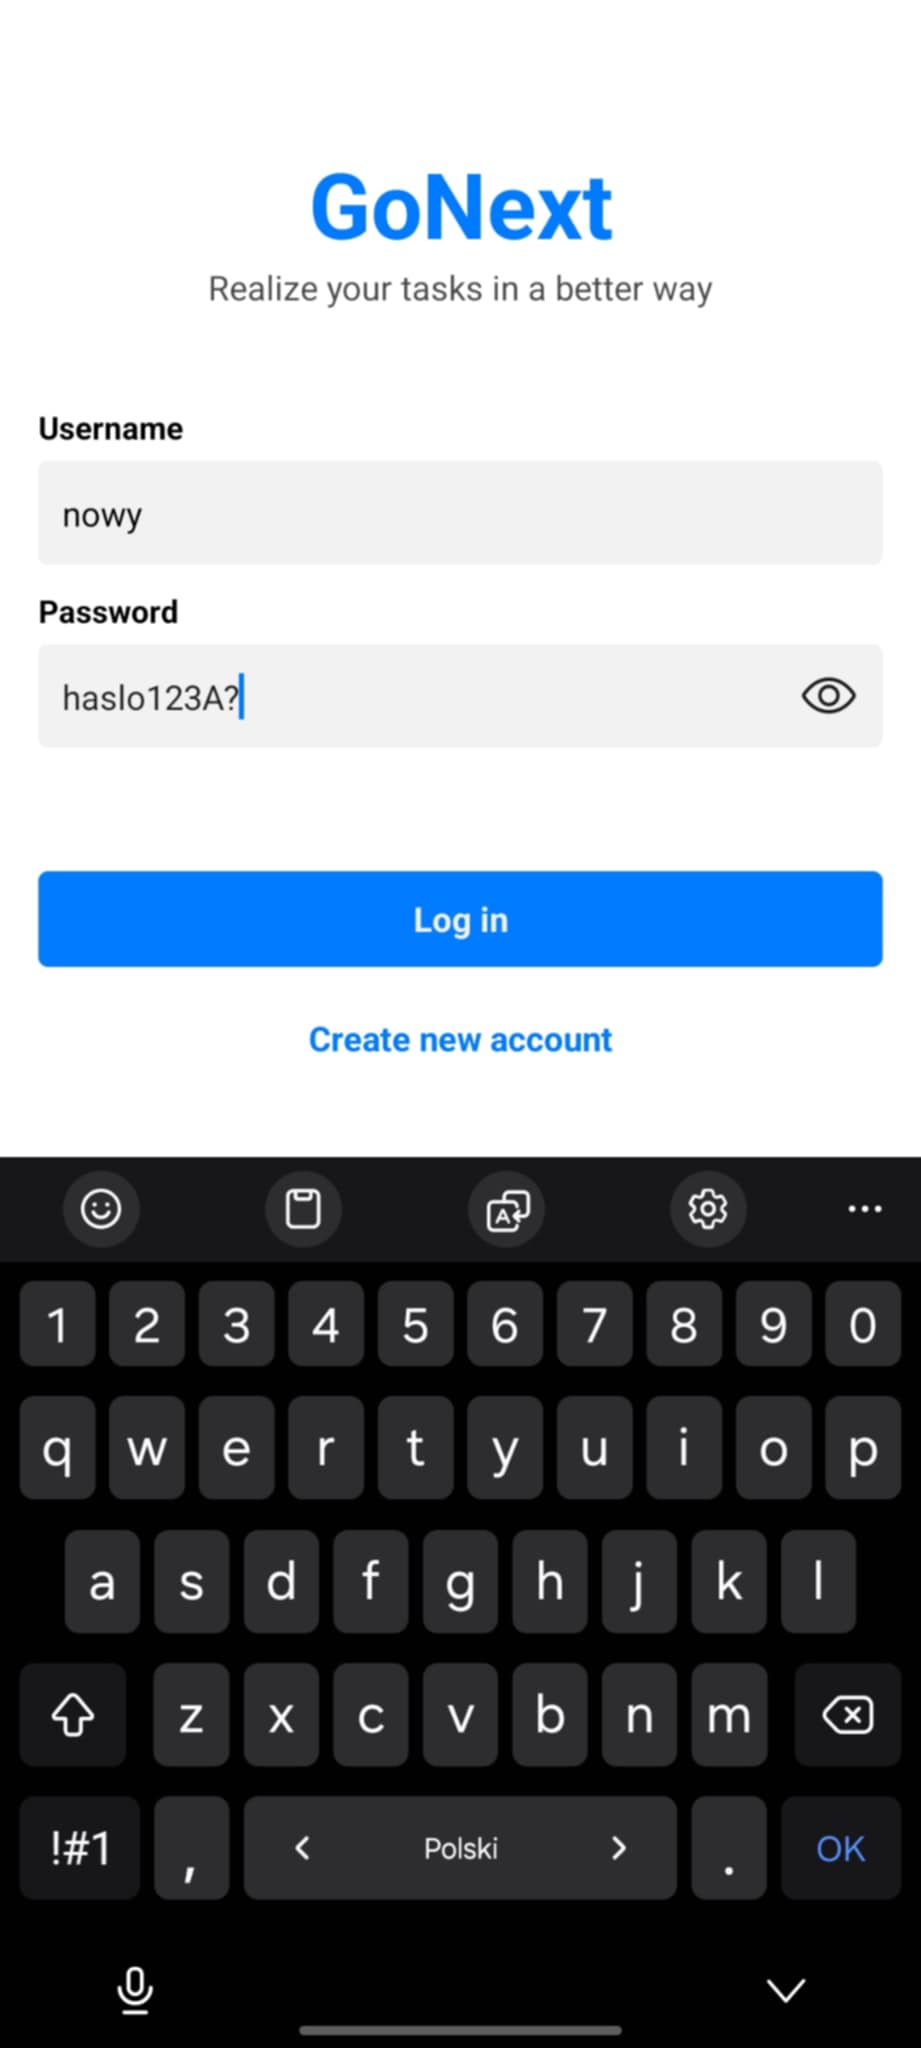 GoNext
Realize your tasks in a better way
Username
nowy
Password
haslo123A?
Log in
Create new account
1 2 3 4 5 6 7 8 9 0
q w e r t y u i o p
a s d f g h j k l
z x c v b n m
!#1 , < Polski > . OK